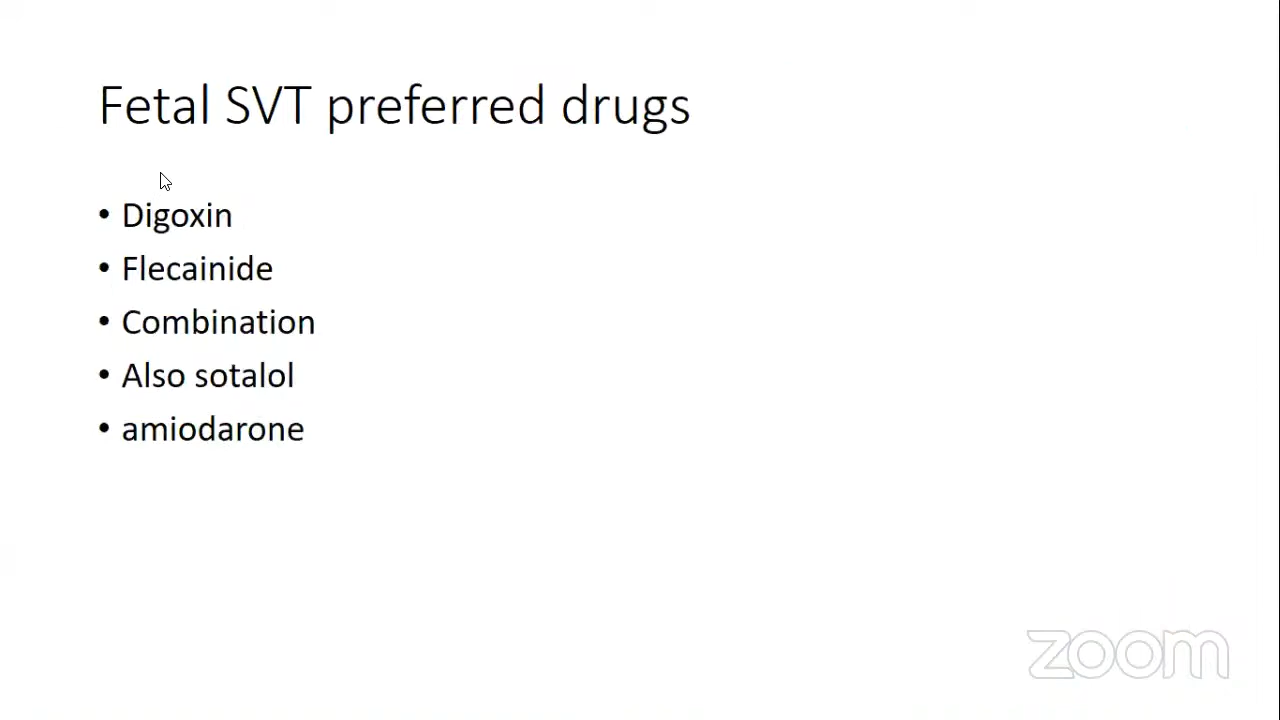 Fetal SVT preferred drugs
• Digoxin
• Flecainide
• Combination
• Also sotalol
• amiodarone
zoom